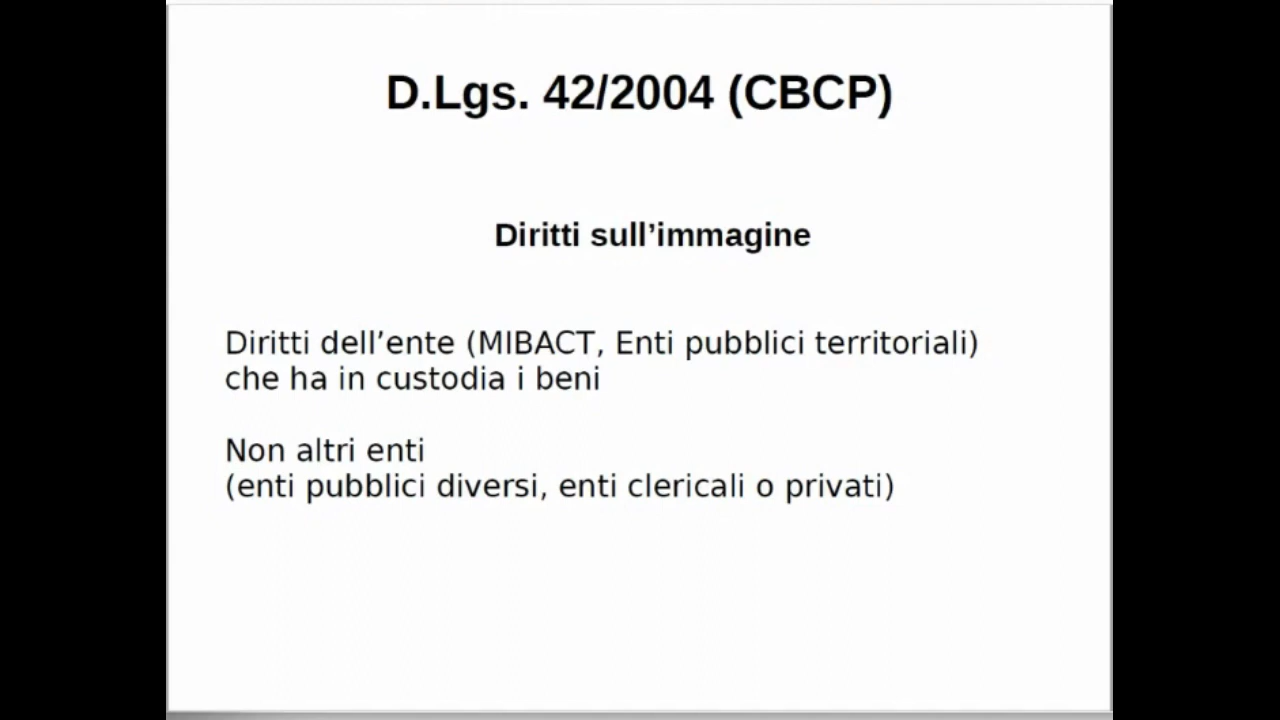 D.Lgs. 42/2004 (CBCP)
Diritti sull’immagine
Diritti dell’ente (MIBACT, Enti pubblici territoriali)
che ha in custodia i beni
Non altri enti
(enti pubblici diversi, enti clericali o privati)